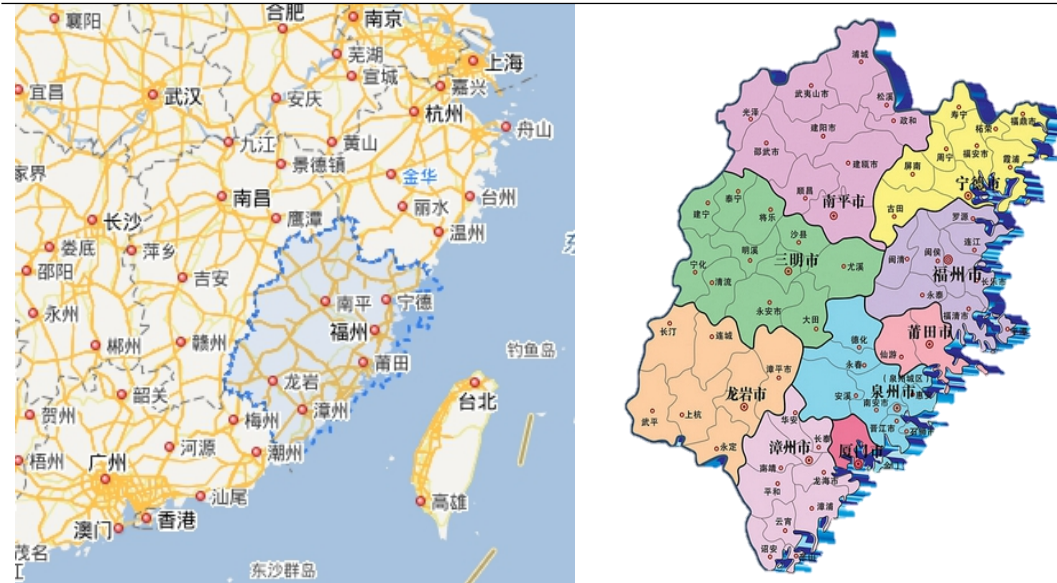 襄阳
合肥
南京
芜湖
上海
宣城
宜昌
武汉
安庆
嘉兴
杭州
舟山
九江
黄山
景德镇
家界
金华
南昌
台州
丽水
长沙
鹰潭
温州
娄底
萍乡
邵阳
吉安
南平
宁德
永州
福州
郴州
赣州
钓鱼岛
莆田
韶关
龙岩
台北
贺州
梅州
漳州
河源
潮州
梧州
广州
汕尾
高雄
澳门
香港
茂名
江
东沙群岛
浦城
武夷山市
松溪
光泽
政和
寿宁
福鼎市
建阳市
柘荣
邵武市
周宁
福安市
建瓯市
屏南
霞浦
宁德市
泰宁
顺昌
南平市
古田
建宁
将乐
罗源
沙县
连江
明溪
闽清
闽侯
三明市
宁化
尤溪
福州市
清流
长乐市
永泰
永安市
大田
福清市
长汀
连城
德化
莆田市
仙游
永春
漳平市
(泉州城区)
龙岩市
安溪
泉州市
惠安
南安市
武平
上杭
华安
晋江市
石狮市
永定
漳州市
长泰
厦门市
金门
南靖
龙海市
平和
漳浦
云霄
诏安